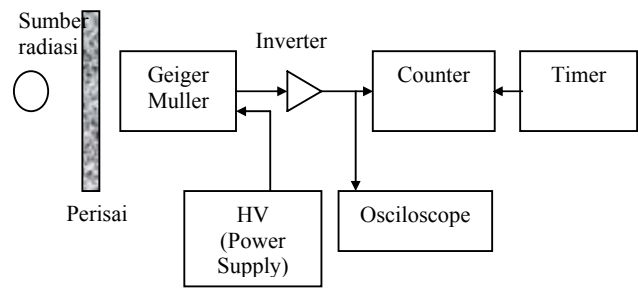 Sumber
radiasi
Inverter
Geiger
Muller
Counter
Timer
Perisai
HV
(Power
Supply)
Osciloscope